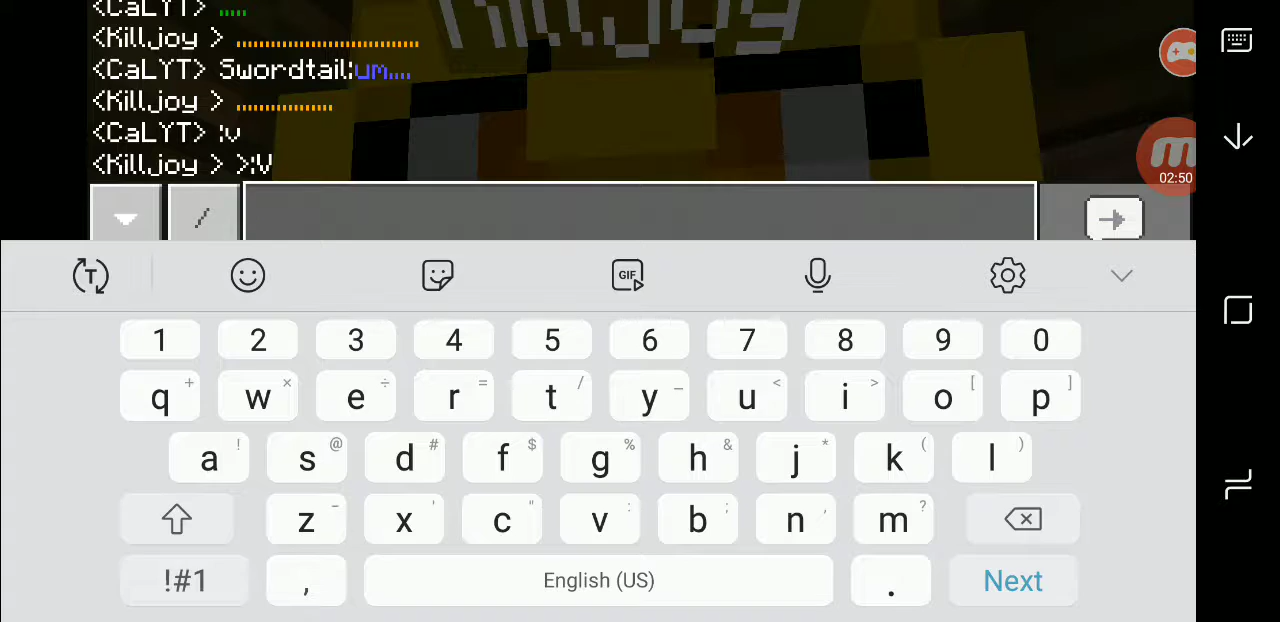 <CaLYT> .....
<Killjoy > .............................
<CaLYT> Swordtail:um....
<Killjoy > ...............
<CaLYT> :v
<Killjoy > >:V
Killjoy
02:50
/
T
GIF
1 2 3 4 5 6 7 8 9 0
q + w × e ÷ r = t / y _ u < i > o [ p ]
a ! s @ d # f $ g % h & j * k ( l )
z - x ' c " v : b ; n , m ?
!#1 , English (US) . Next